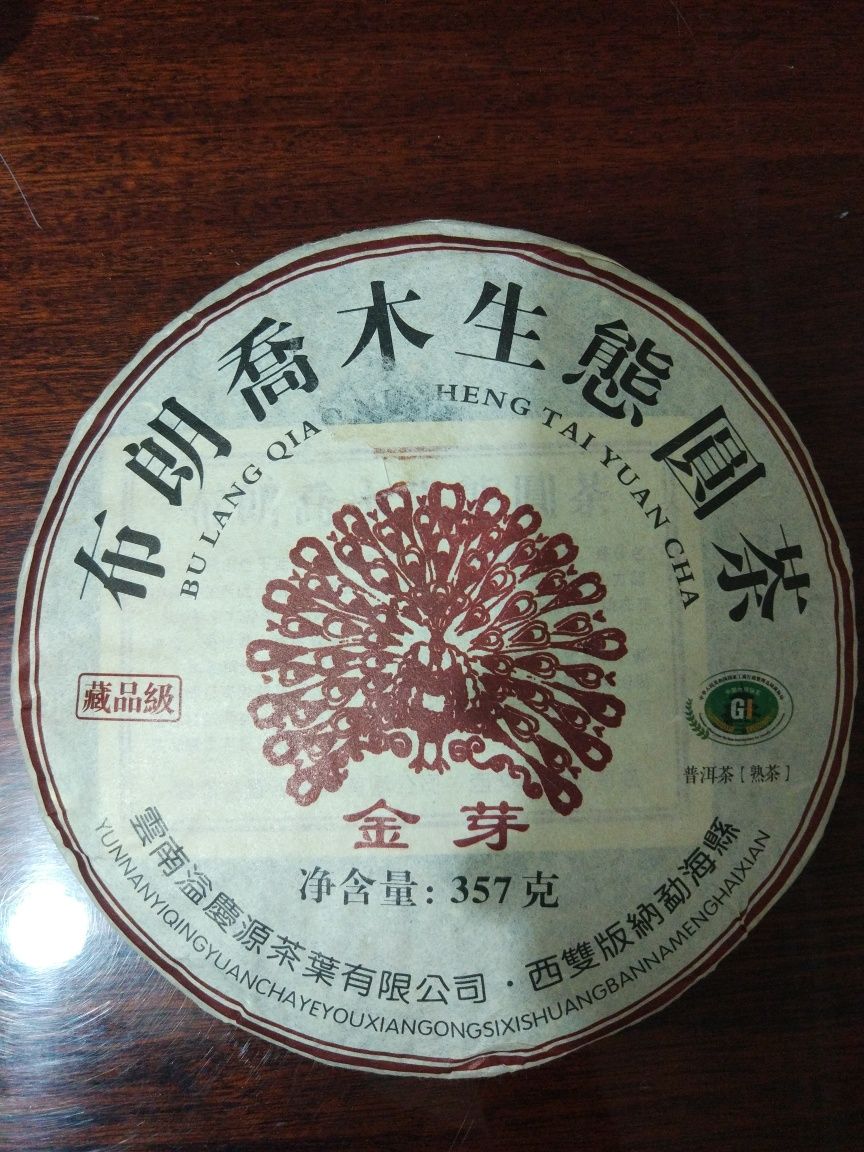 布朗喬木生態圓茶
BU LANG QIA HENG TAI YUAN CHA
藏品級
GI
普洱茶［熟茶］
金芽
净含量：357克
雲南溢慶源茶葉有限公司·西雙版納勐海縣
YUNNANYIQINGYUANCHAYEYOUXIANGONGSIXISHUANGBANNAMENGHAIXIAN